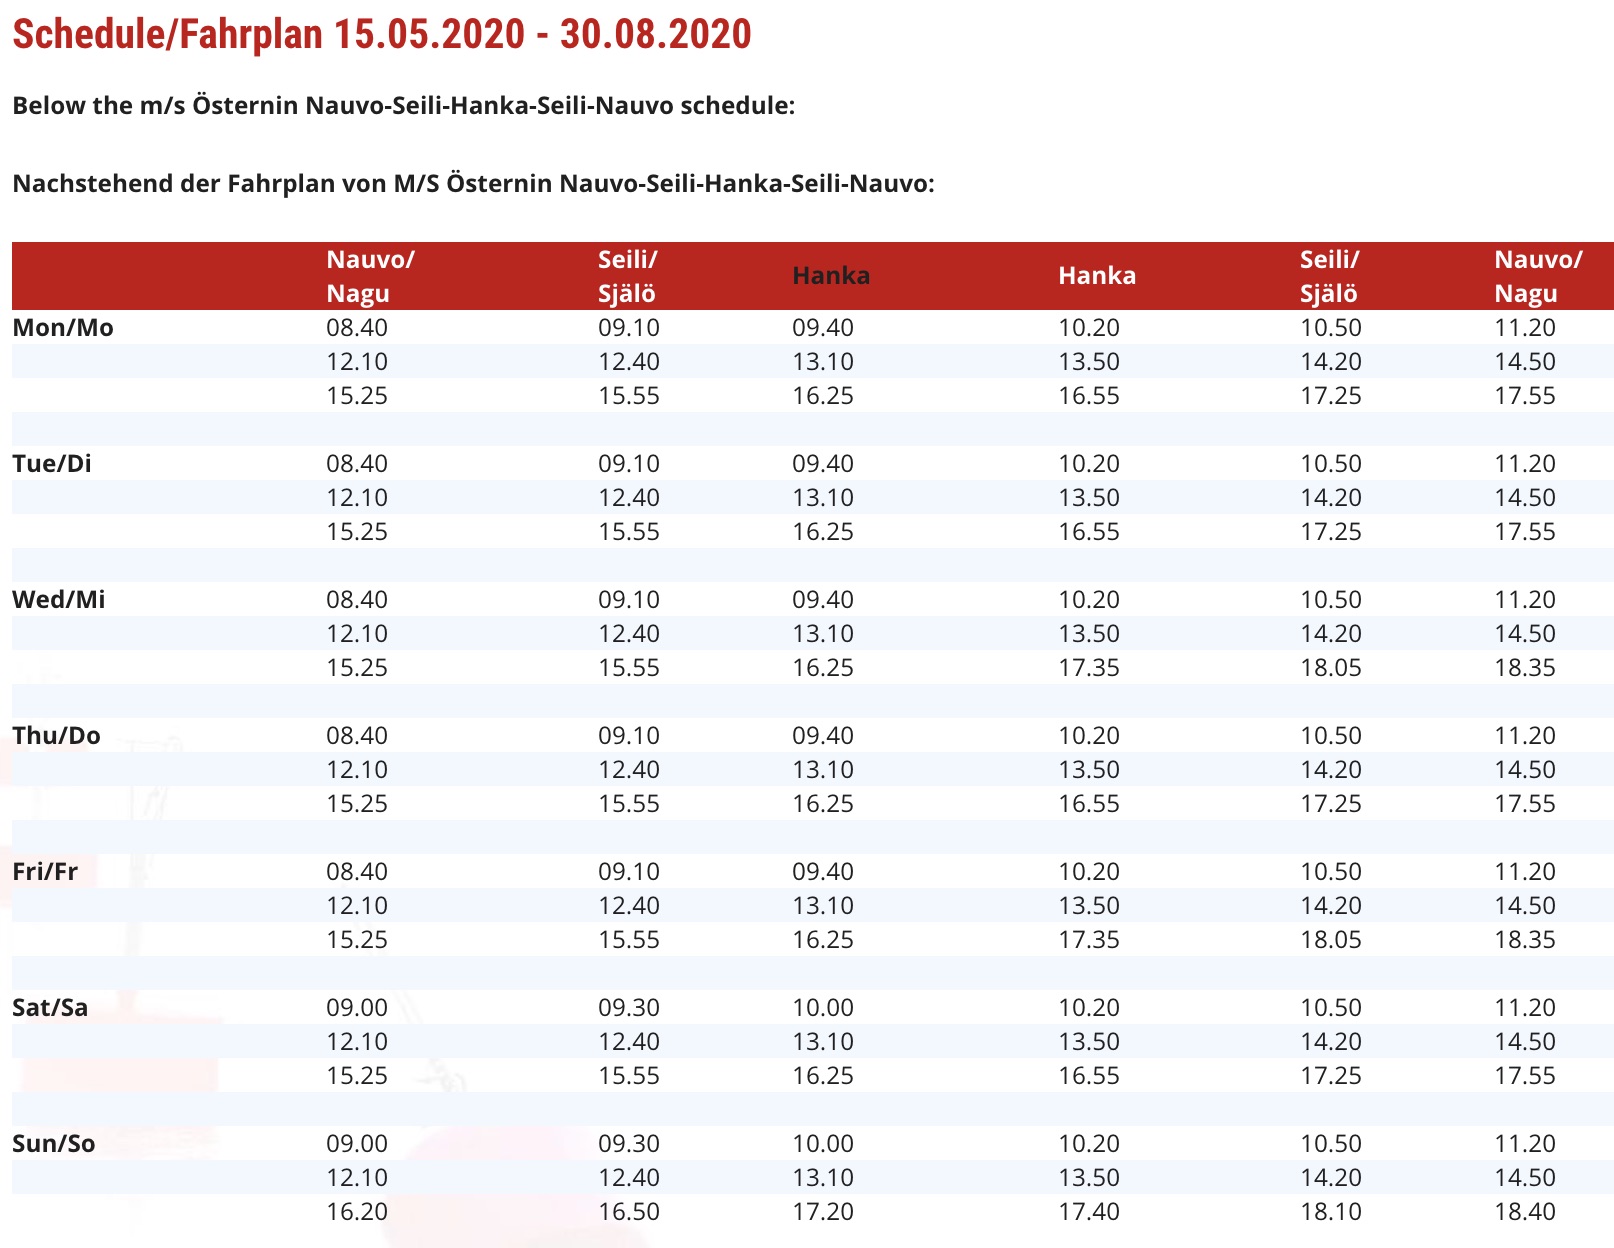 Schedule/Fahrplan 15.05.2020 - 30.08.2020
Below the m/s Östernin Nauvo-Seili-Hanka-Seili-Nauvo schedule:
Nachstehend der Fahrplan von M/S Östernin Nauvo-Seili-Hanka-Seili-Nauvo:
Nauvo/ Seili/ Hanka Hanka Seili/ Nauvo/
Nagu Själö Själö Nagu
Mon/Mo 08.40 09.10 09.40 10.20 10.50 11.20
12.10 12.40 13.10 13.50 14.20 14.50
15.25 15.55 16.25 16.55 17.25 17.55
Tue/Di 08.40 09.10 09.40 10.20 10.50 11.20
12.10 12.40 13.10 13.50 14.20 14.50
15.25 15.55 16.25 16.55 17.25 17.55
Wed/Mi 08.40 09.10 09.40 10.20 10.50 11.20
12.10 12.40 13.10 13.50 14.20 14.50
15.25 15.55 16.25 17.35 18.05 18.35
Thu/Do 08.40 09.10 09.40 10.20 10.50 11.20
12.10 12.40 13.10 13.50 14.20 14.50
15.25 15.55 16.25 16.55 17.25 17.55
Fri/Fr 08.40 09.10 09.40 10.20 10.50 11.20
12.10 12.40 13.10 13.50 14.20 14.50
15.25 15.55 16.25 17.35 18.05 18.35
Sat/Sa 09.00 09.30 10.00 10.20 10.50 11.20
12.10 12.40 13.10 13.50 14.20 14.50
15.25 15.55 16.25 16.55 17.25 17.55
Sun/So 09.00 09.30 10.00 10.20 10.50 11.20
12.10 12.40 13.10 13.50 14.20 14.50
16.20 16.50 17.20 17.40 18.10 18.40